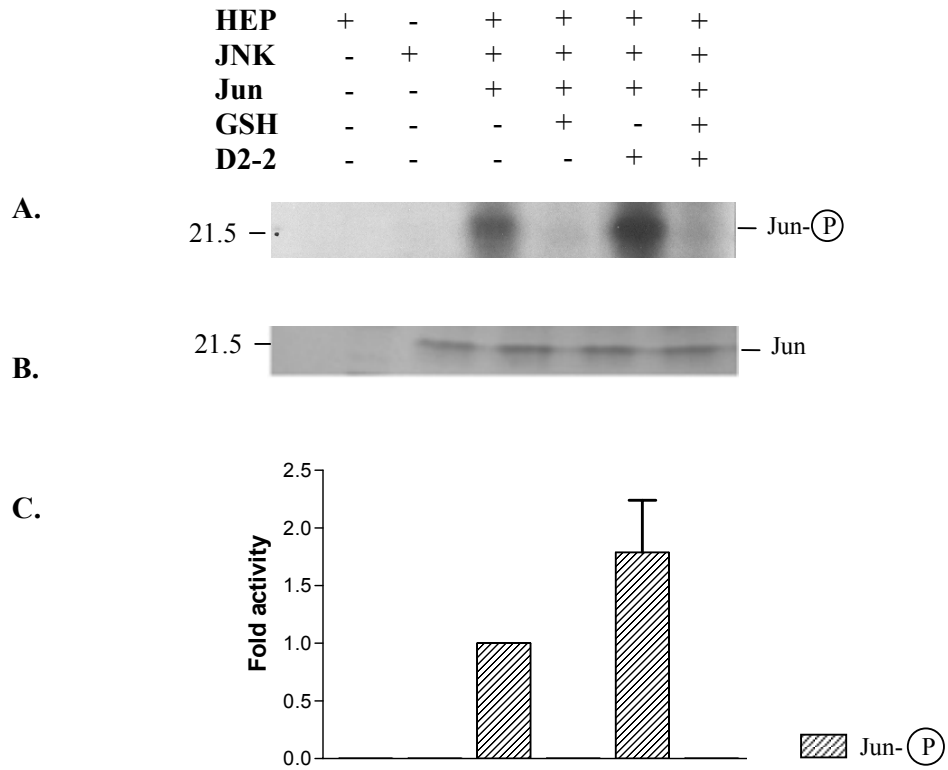 HEP + - + + + +
JNK - + + + + +
Jun - - + + + +
GSH - - - + - +
D2-2 - - - - + +
A.
21.5 Jun-P
B.
21.5 Jun
C.
Fold activity
2.5
2.0
1.5
1.0
0.5
0.0
Jun-P